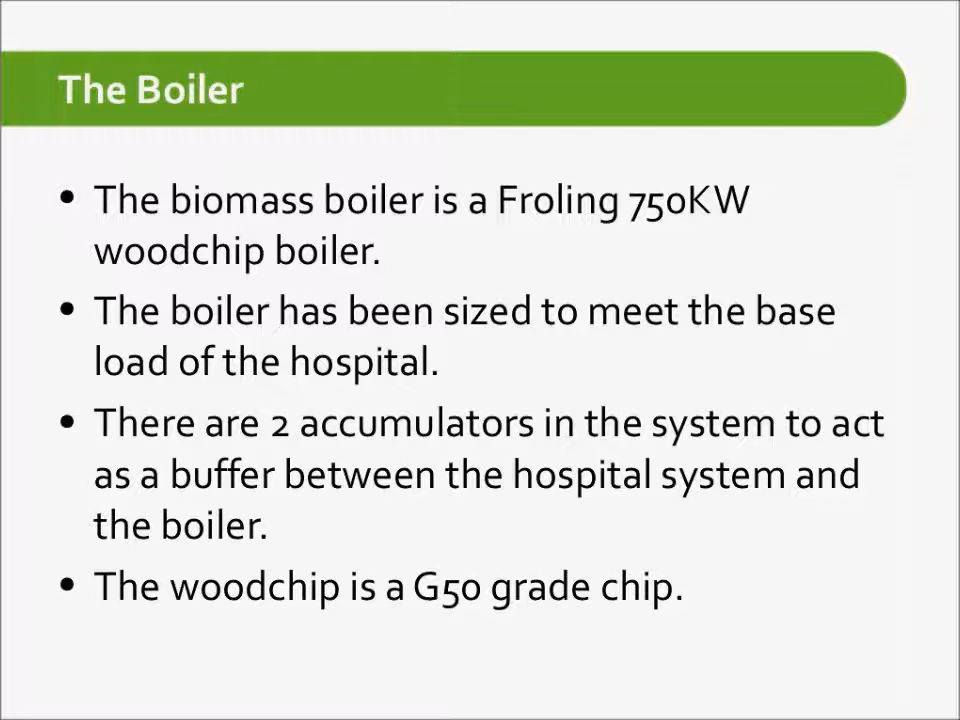 The Boiler
• The biomass boiler is a Froling 750KW
woodchip boiler.
• The boiler has been sized to meet the base
load of the hospital.
• There are 2 accumulators in the system to act
as a buffer between the hospital system and
the boiler.
• The woodchip is a G50 grade chip.